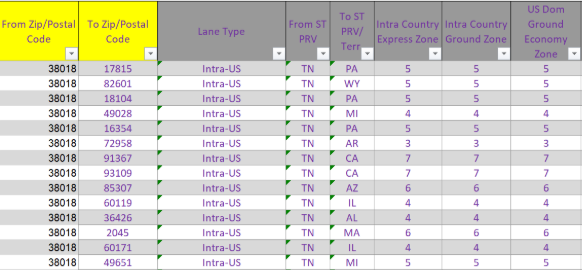 From Zip/Postal Code | To Zip/Postal Code | Lane Type | From ST PRV | To ST PRV/ Terr | Intra Country Express Zone | Intra Country Ground Zone | US Dom Ground Economy Zone
38018 | 17815 | Intra-US | TN | PA | 5 | 5 | 5
38018 | 82601 | Intra-US | TN | WY | 5 | 5 | 5
38018 | 18104 | Intra-US | TN | PA | 5 | 5 | 5
38018 | 49028 | Intra-US | TN | MI | 4 | 4 | 4
38018 | 16354 | Intra-US | TN | PA | 5 | 5 | 5
38018 | 72958 | Intra-US | TN | AR | 3 | 3 | 3
38018 | 91367 | Intra-US | TN | CA | 7 | 7 | 7
38018 | 93109 | Intra-US | TN | CA | 7 | 7 | 7
38018 | 85307 | Intra-US | TN | AZ | 6 | 6 | 6
38018 | 60119 | Intra-US | TN | IL | 4 | 4 | 4
38018 | 36426 | Intra-US | TN | AL | 4 | 4 | 4
38018 | 2045 | Intra-US | TN | MA | 6 | 6 | 6
38018 | 60171 | Intra-US | TN | IL | 4 | 4 | 4
38018 | 49651 | Intra-US | TN | MI | 5 | 5 | 5